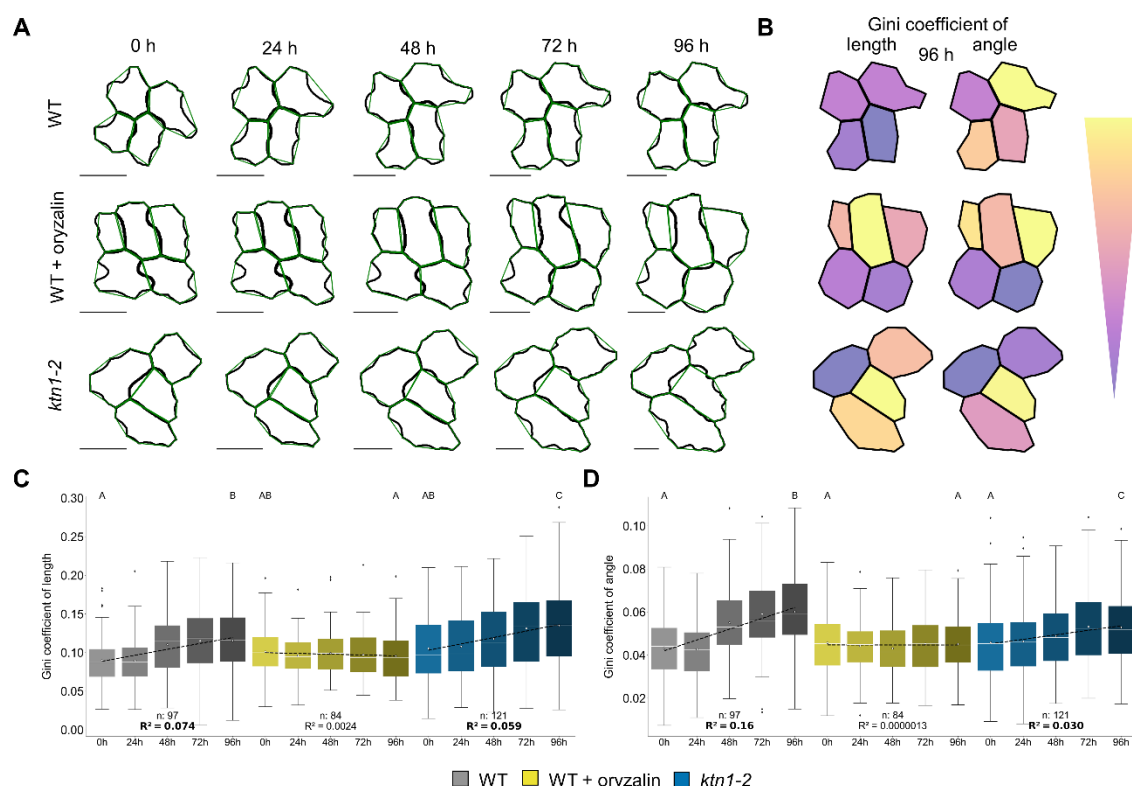 A
0 h 24 h 48 h 72 h 96 h
WT
WT + oryzalin
ktn1-2
B
Gini coefficient of
length angle
96 h
C
A B AB A AB C
Gini coefficient of length
0.30
0.25
0.20
0.15
0.10
0.05
0.00
n: 97 n: 84 n: 121
R² = 0.074 R² = 0.0024 R² = 0.059
0h 24h 48h 72h 96h 0h 24h 48h 72h 96h 0h 24h 48h 72h 96h
D
A B A A A C
Gini coefficient of angle
0.10
0.08
0.06
0.04
0.02
n: 97 n: 84 n: 121
R² = 0.16 R² = 0.0000013 R² = 0.030
0h 24h 48h 72h 96h 0h 24h 48h 72h 96h 0h 24h 48h 72h 96h
WT WT + oryzalin ktn1-2